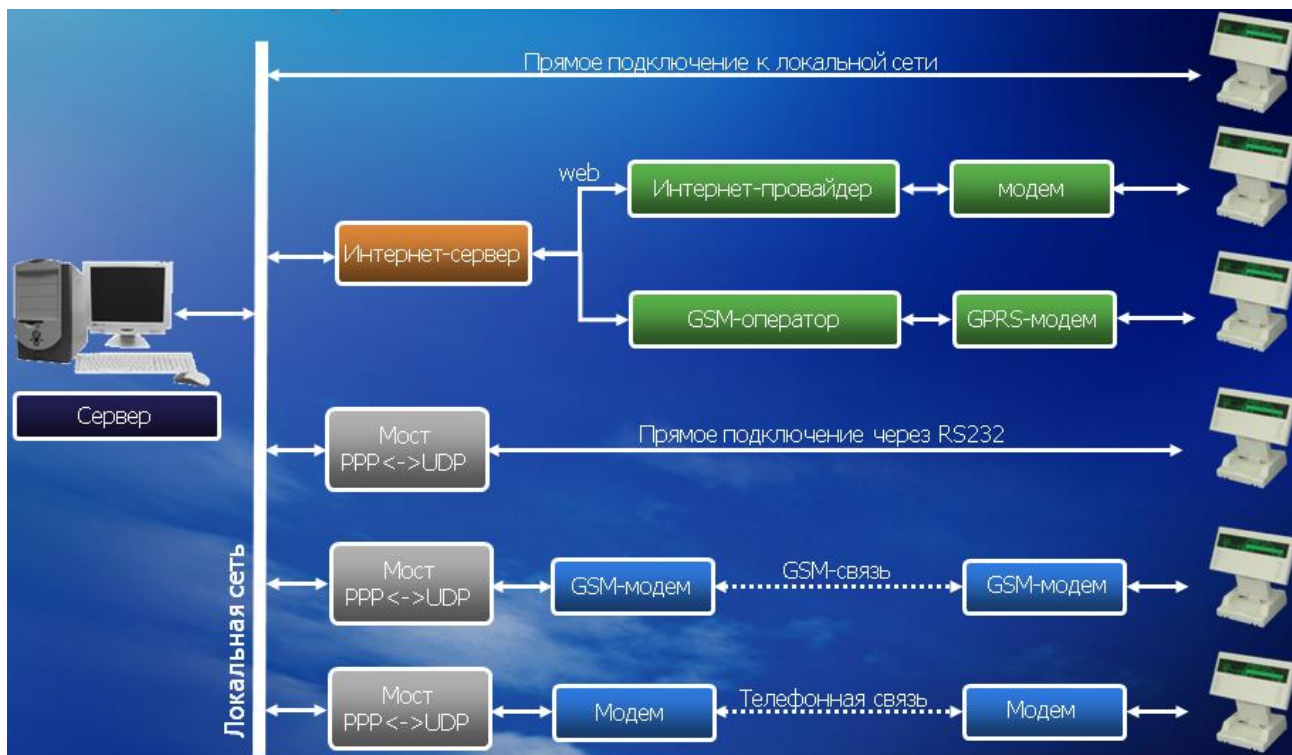 Прямое подключение к локальной сети
web
Интернет-провайдер
модем
Интернет-сервер
GSM-оператор
GPRS-модем
Сервер
Мост
PPP<->UDP
Прямое подключение через RS232
Локальная сеть
Мост
PPP<->UDP
GSM-модем
GSM-связь
GSM-модем
Мост
PPP<->UDP
Модем
Телефонная связь
Модем